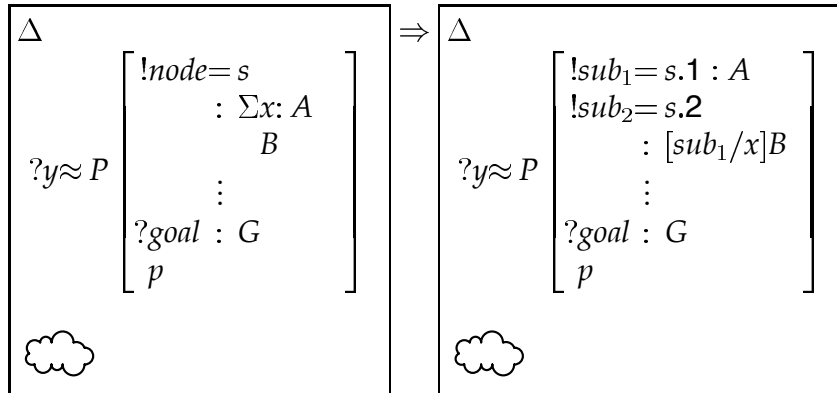 Δ ⇒ Δ
!node= s !sub₁= s.1 : A
: Σx: A !sub₂= s.2
B : [sub₁/x]B
?y≈ P ?y≈ P
⋮ ⋮
?goal : G ?goal : G
p p